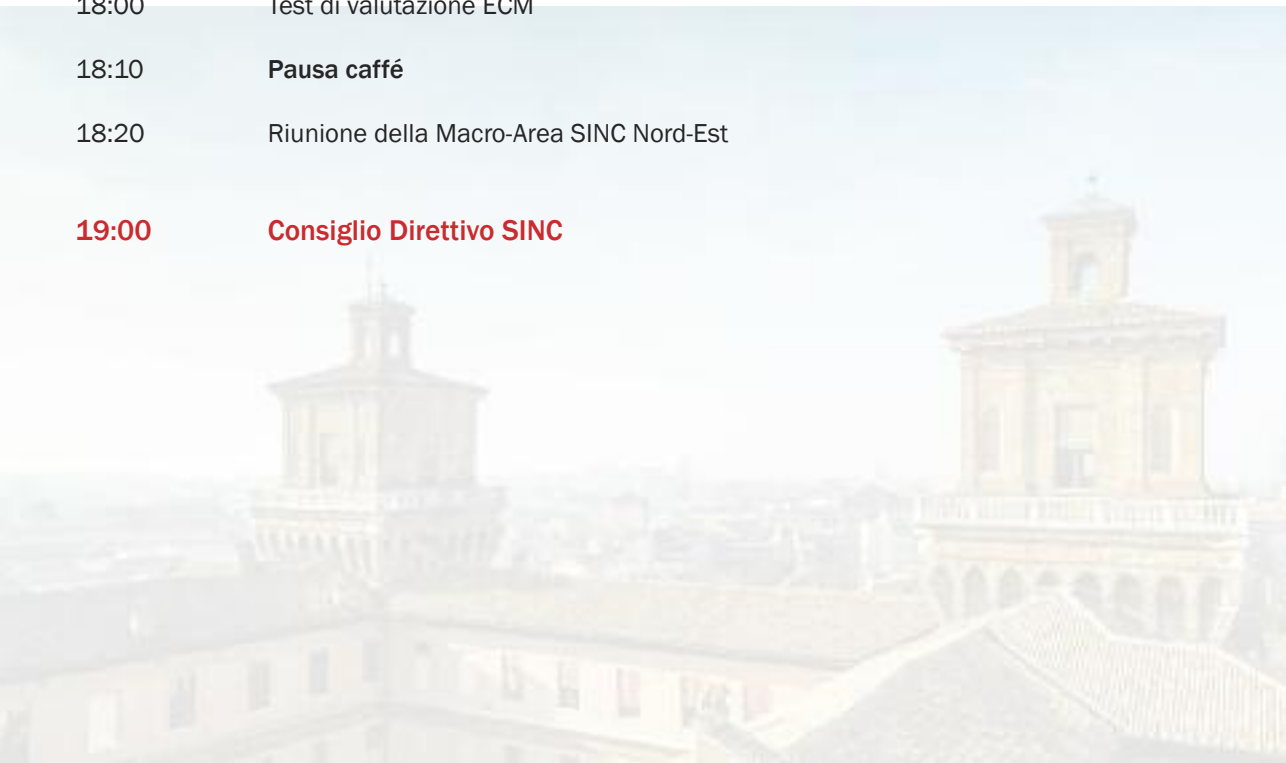 18:00 Test di valutazione ECM
18:10 Pausa caffé
18:20 Riunione della Macro-Area SINC Nord-Est
19:00 Consiglio Direttivo SINC